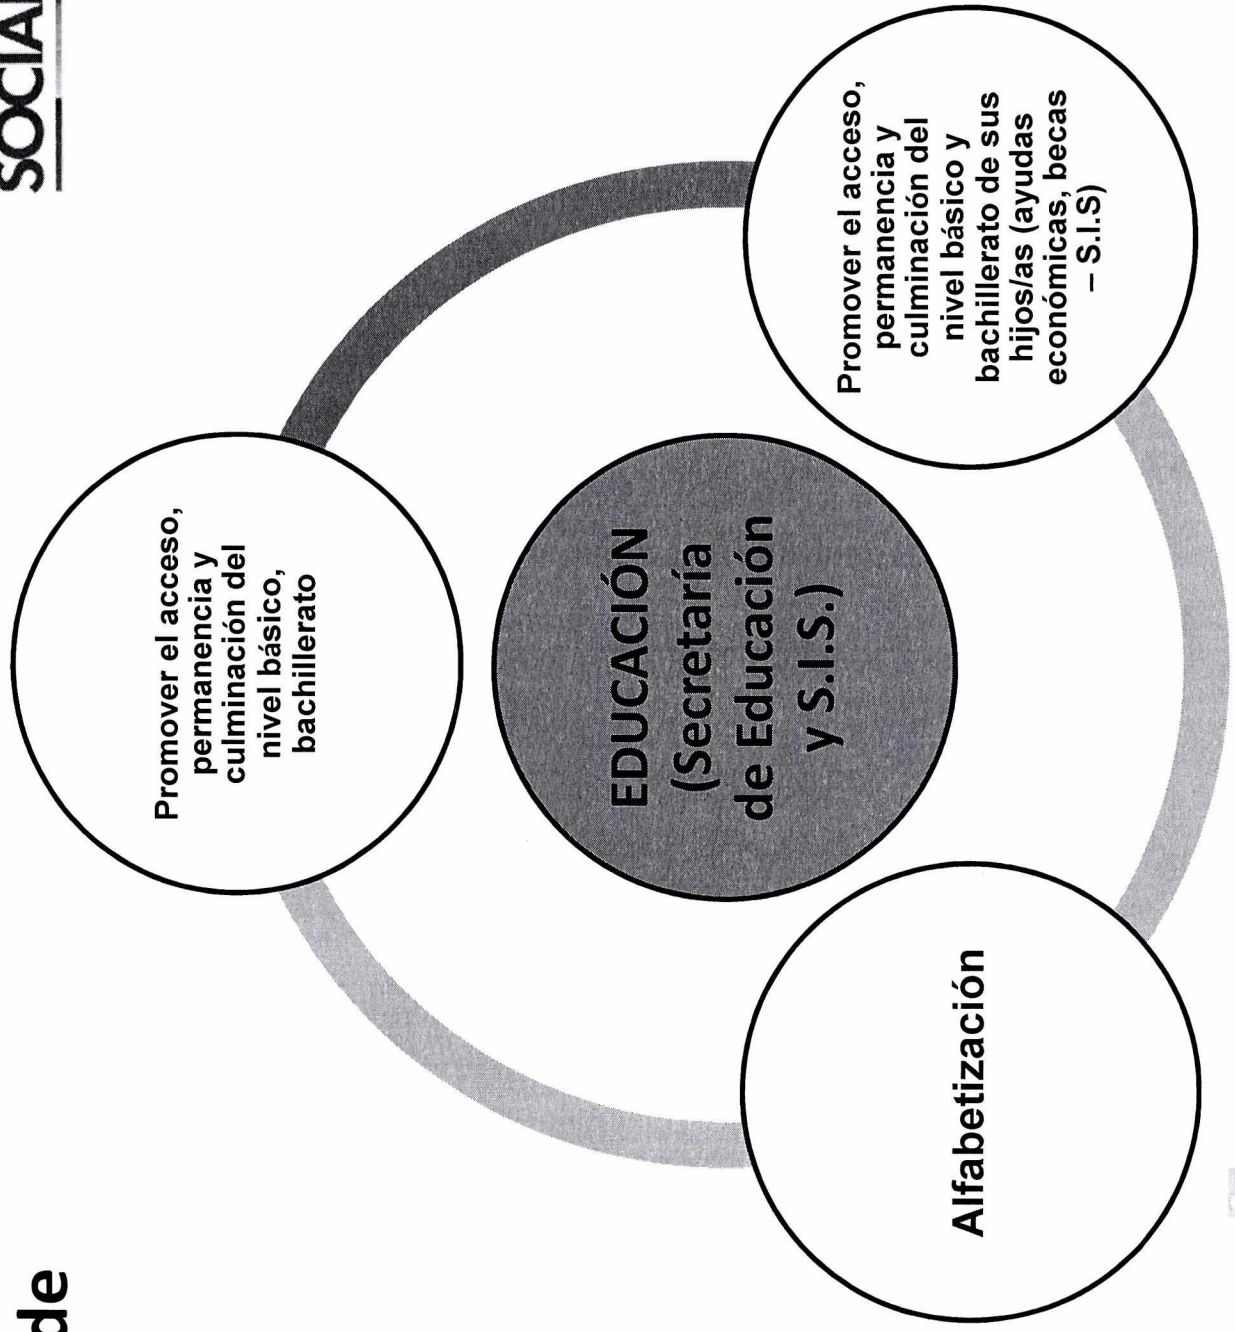 de
SOCIAL
Promover el acceso,
permanencia y
culminación del
nivel básico,
bachillerato
EDUCACIÓN
(Secretaría
de Educación
y S.I.S.)
Alfabetización
Promover el acceso,
permanencia y
culminación del
nivel básico y
bachillerato de sus
hijos/as (ayudas
económicas, becas
– S.I.S)